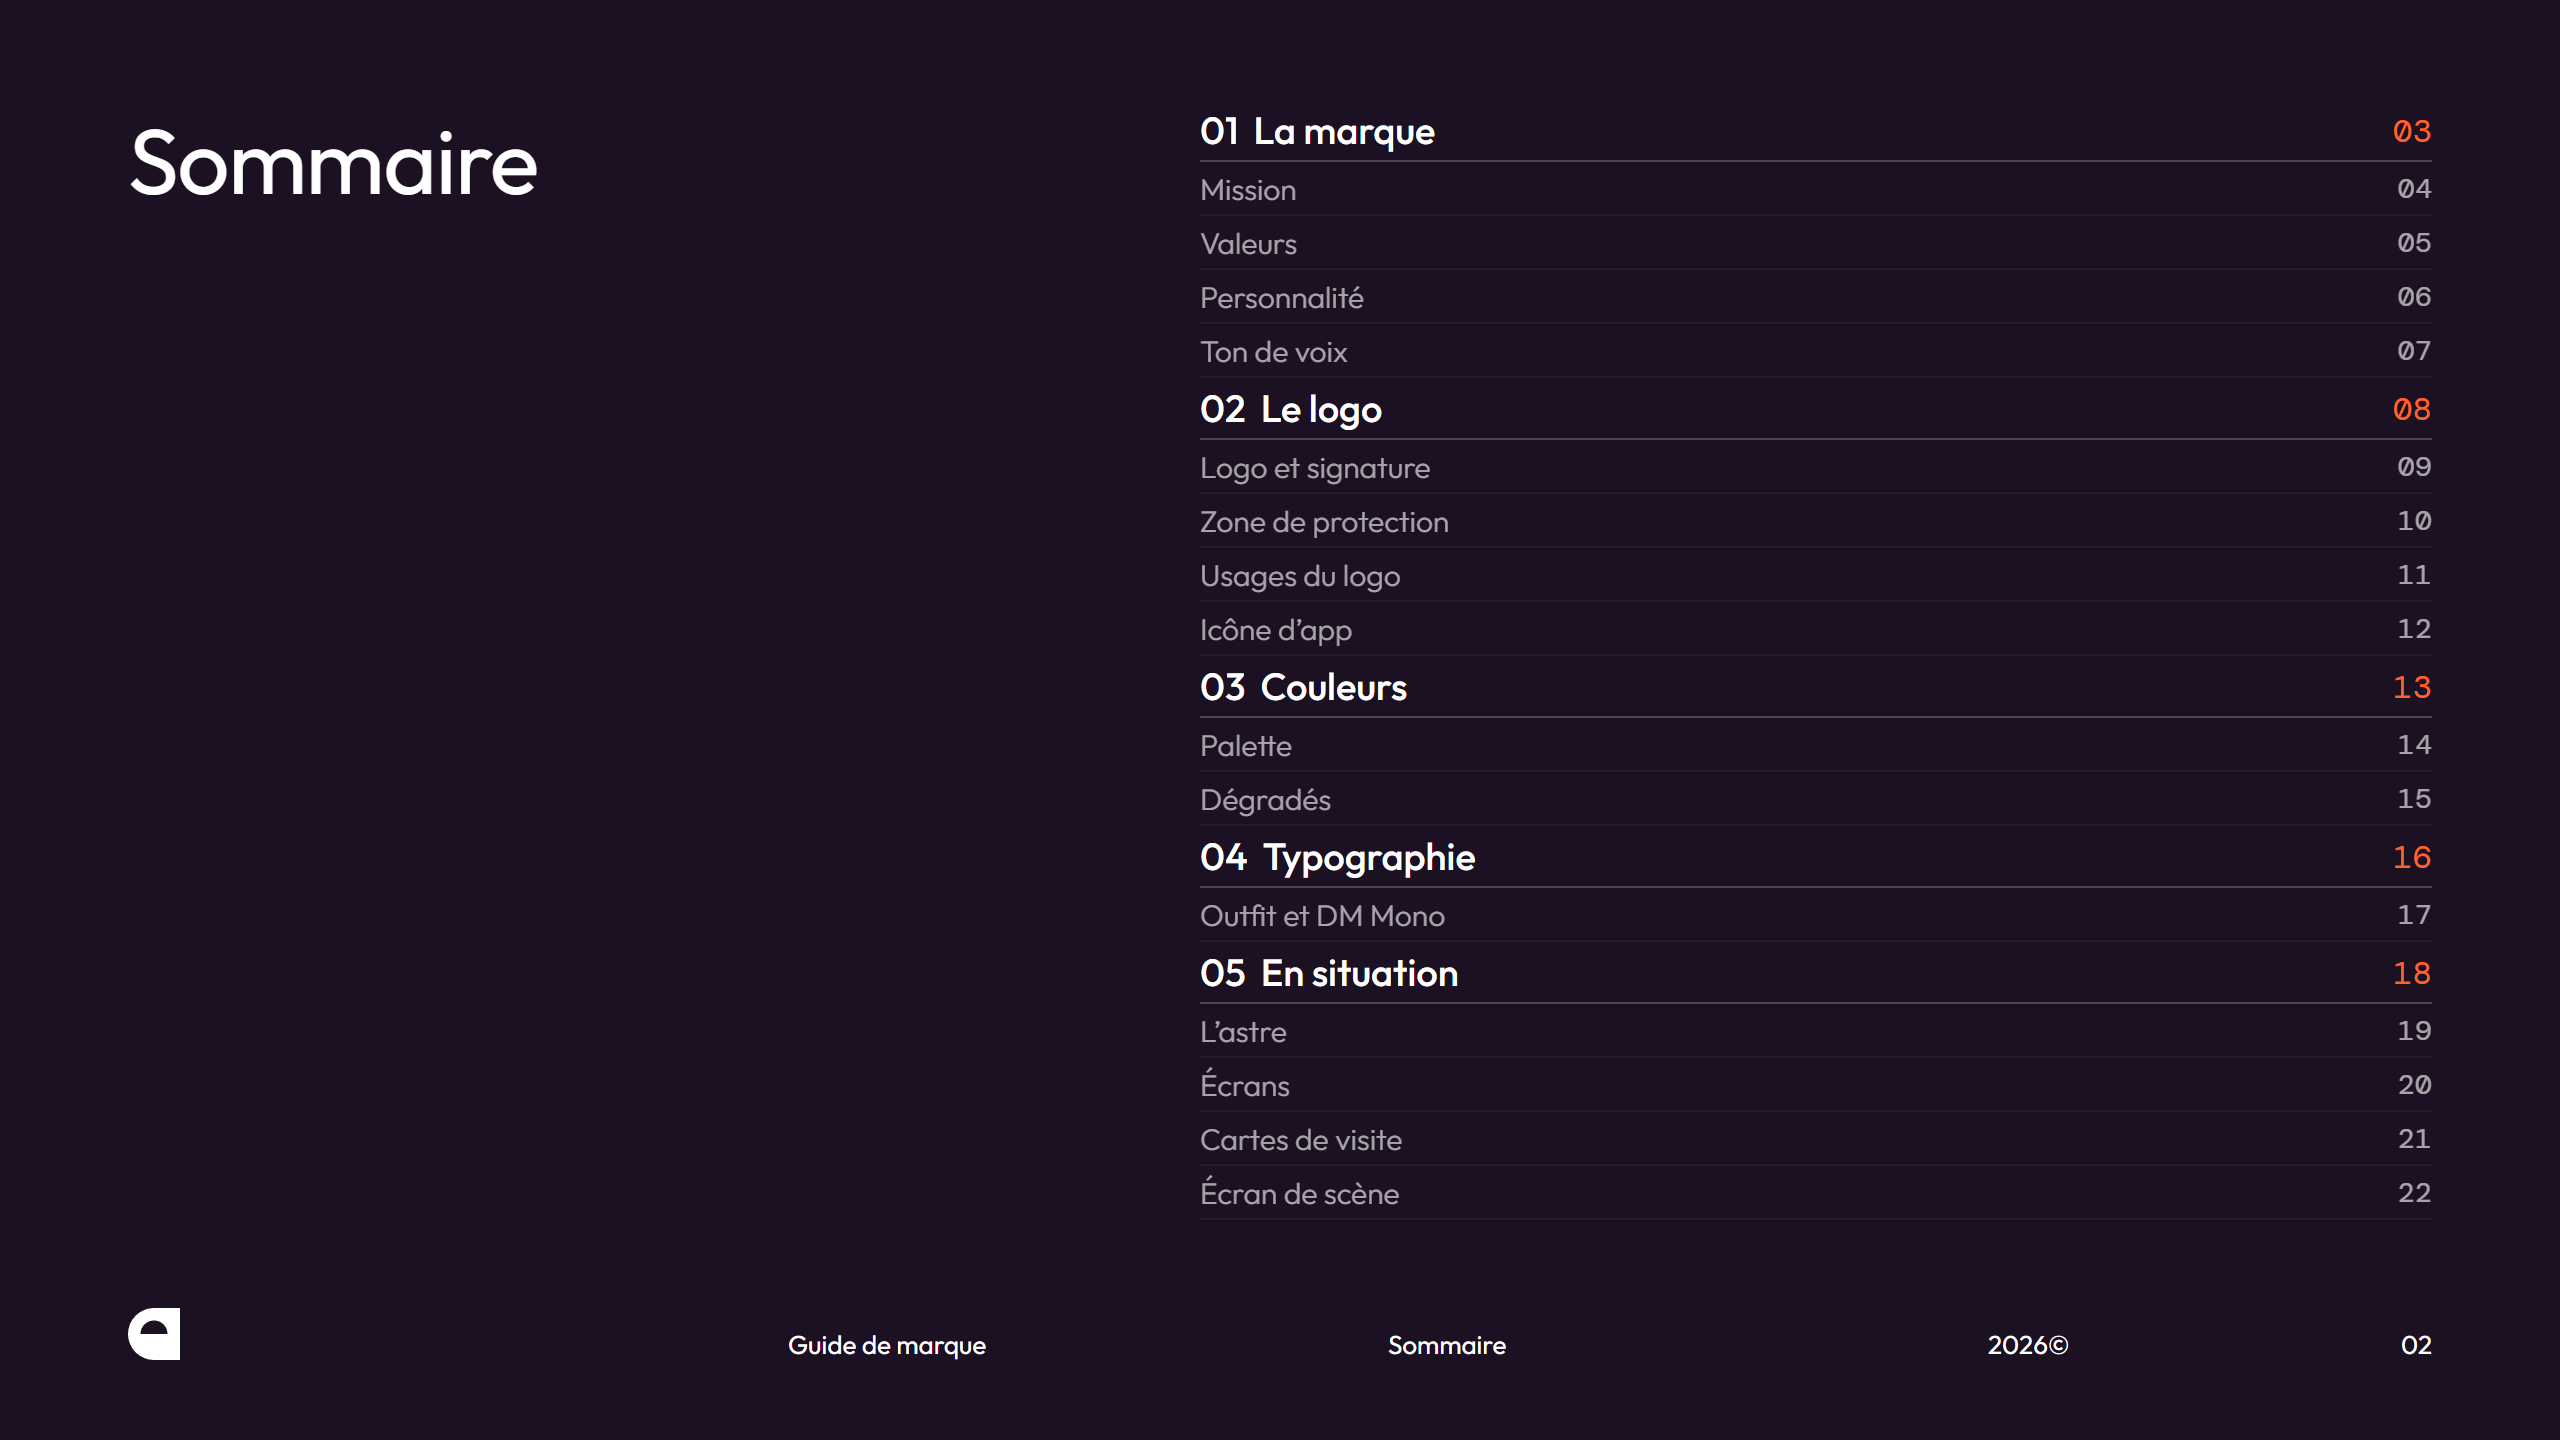 Sommaire
01 La marque 03
Mission 04
Valeurs 05
Personnalité 06
Ton de voix 07
02 Le logo 08
Logo et signature 09
Zone de protection 10
Usages du logo 11
Icône d’app 12
03 Couleurs 13
Palette 14
Dégradés 15
04 Typographie 16
Outfit et DM Mono 17
05 En situation 18
L’astre 19
Écrans 20
Cartes de visite 21
Écran de scène 22
Guide de marque Sommaire 2026© 02